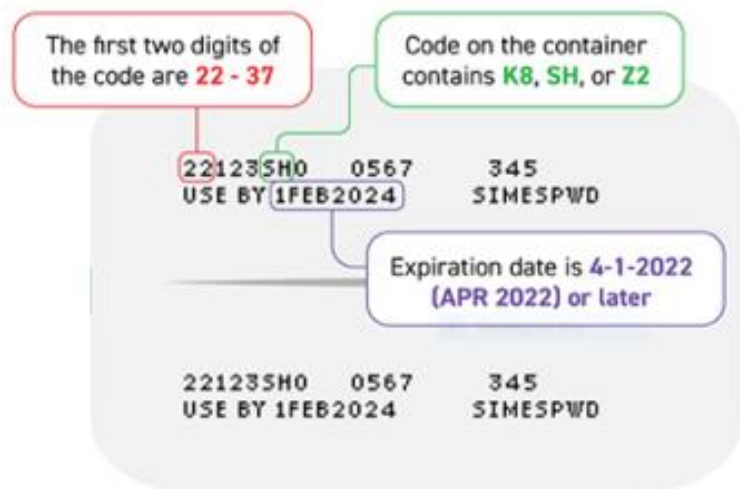 The first two digits of
the code are 22 - 37
Code on the container
contains K8, SH, or Z2
22123SH0 0567 345
USE BY 1FEB2024 SIMESPWD
Expiration date is 4-1-2022
(APR 2022) or later
22123SH0 0567 345
USE BY 1FEB2024 SIMESPWD